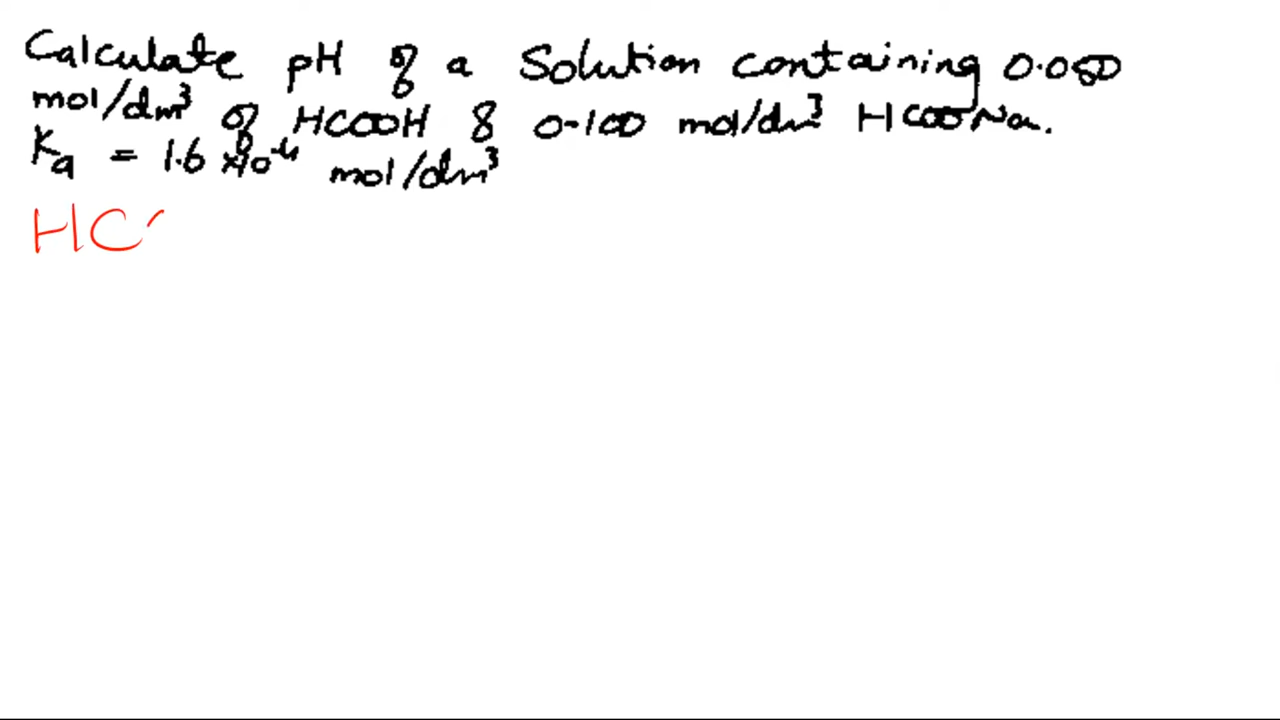 Calculate pH of a Solution containing 0.050
mol/dm³ of HCOOH & 0.100 mol/dm³ HCOONa.
Ka = 1.6 x10⁻⁴ mol/dm³
HC